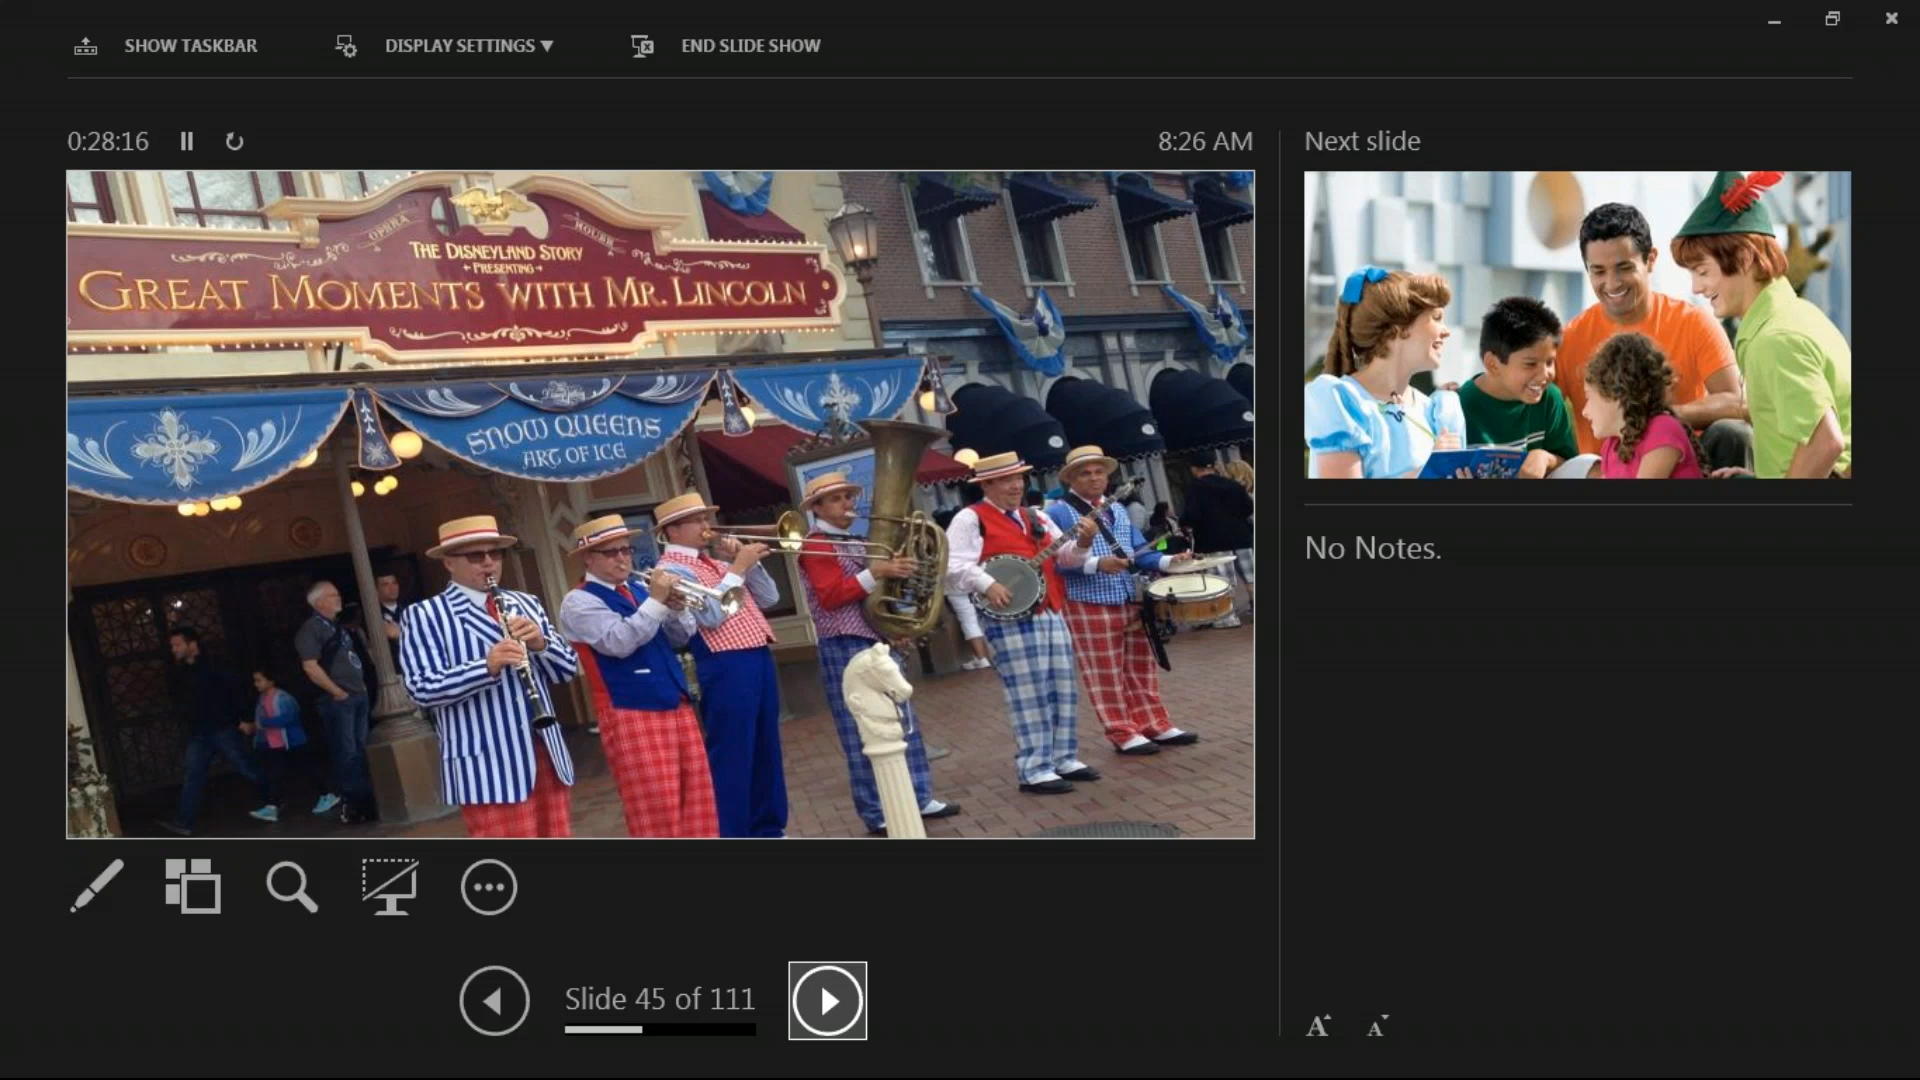 SHOW TASKBAR
DISPLAY SETTINGS ▼
END SLIDE SHOW
0:28:16
8:26 AM
Next slide
OPERA HOUSE
THE DISNEYLAND STORY
PRESENTING
GREAT MOMENTS WITH MR. LINCOLN
SNOW QUEENS
ART OF ICE
No Notes.
Slide 45 of 111
A A